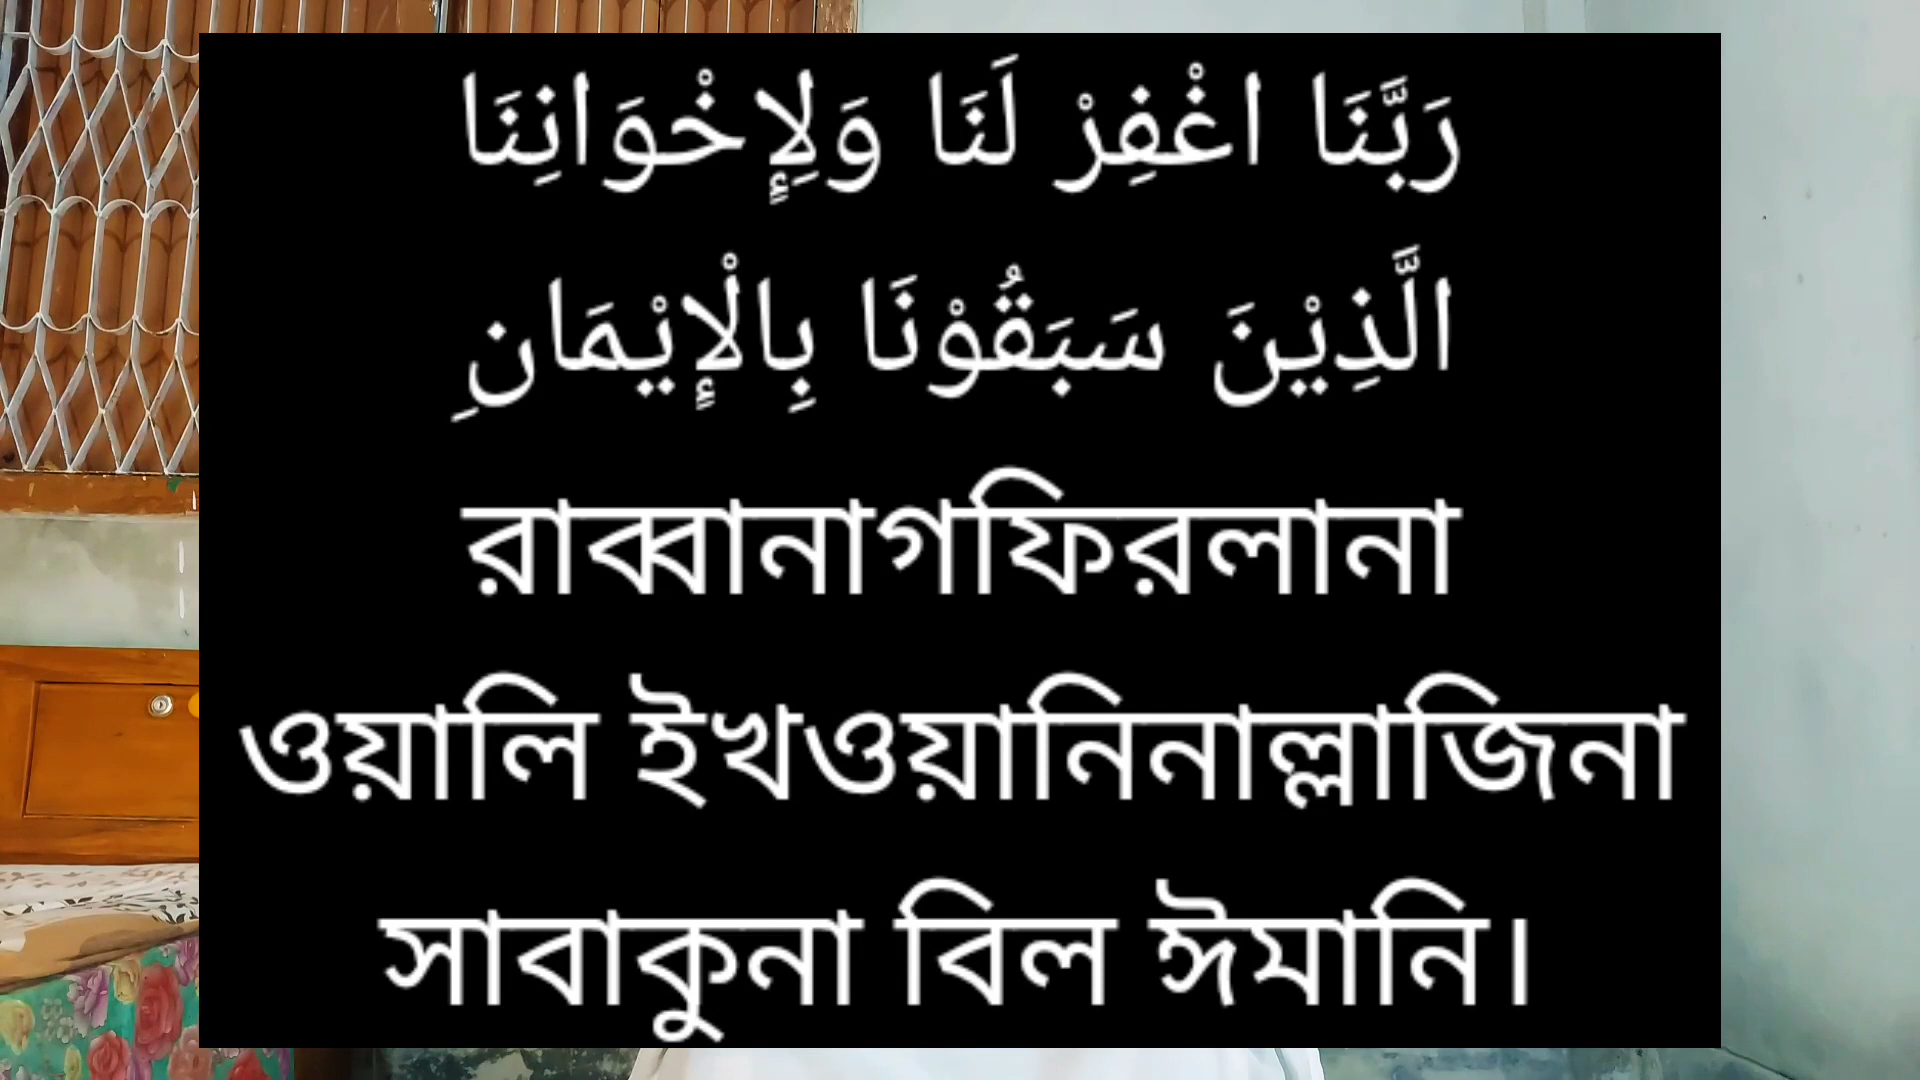 رَبَّنَا اغْفِرْ لَنَا وَلِإِخْوَانِنَا
الَّذِيْنَ سَبَقُوْنَا بِالْإِيْمَانِ
রাব্বানাগফিরলানা
ওয়ালি ইখওয়ানিনাল্লাজিনা
সাবাকুনা বিল ঈমানি।